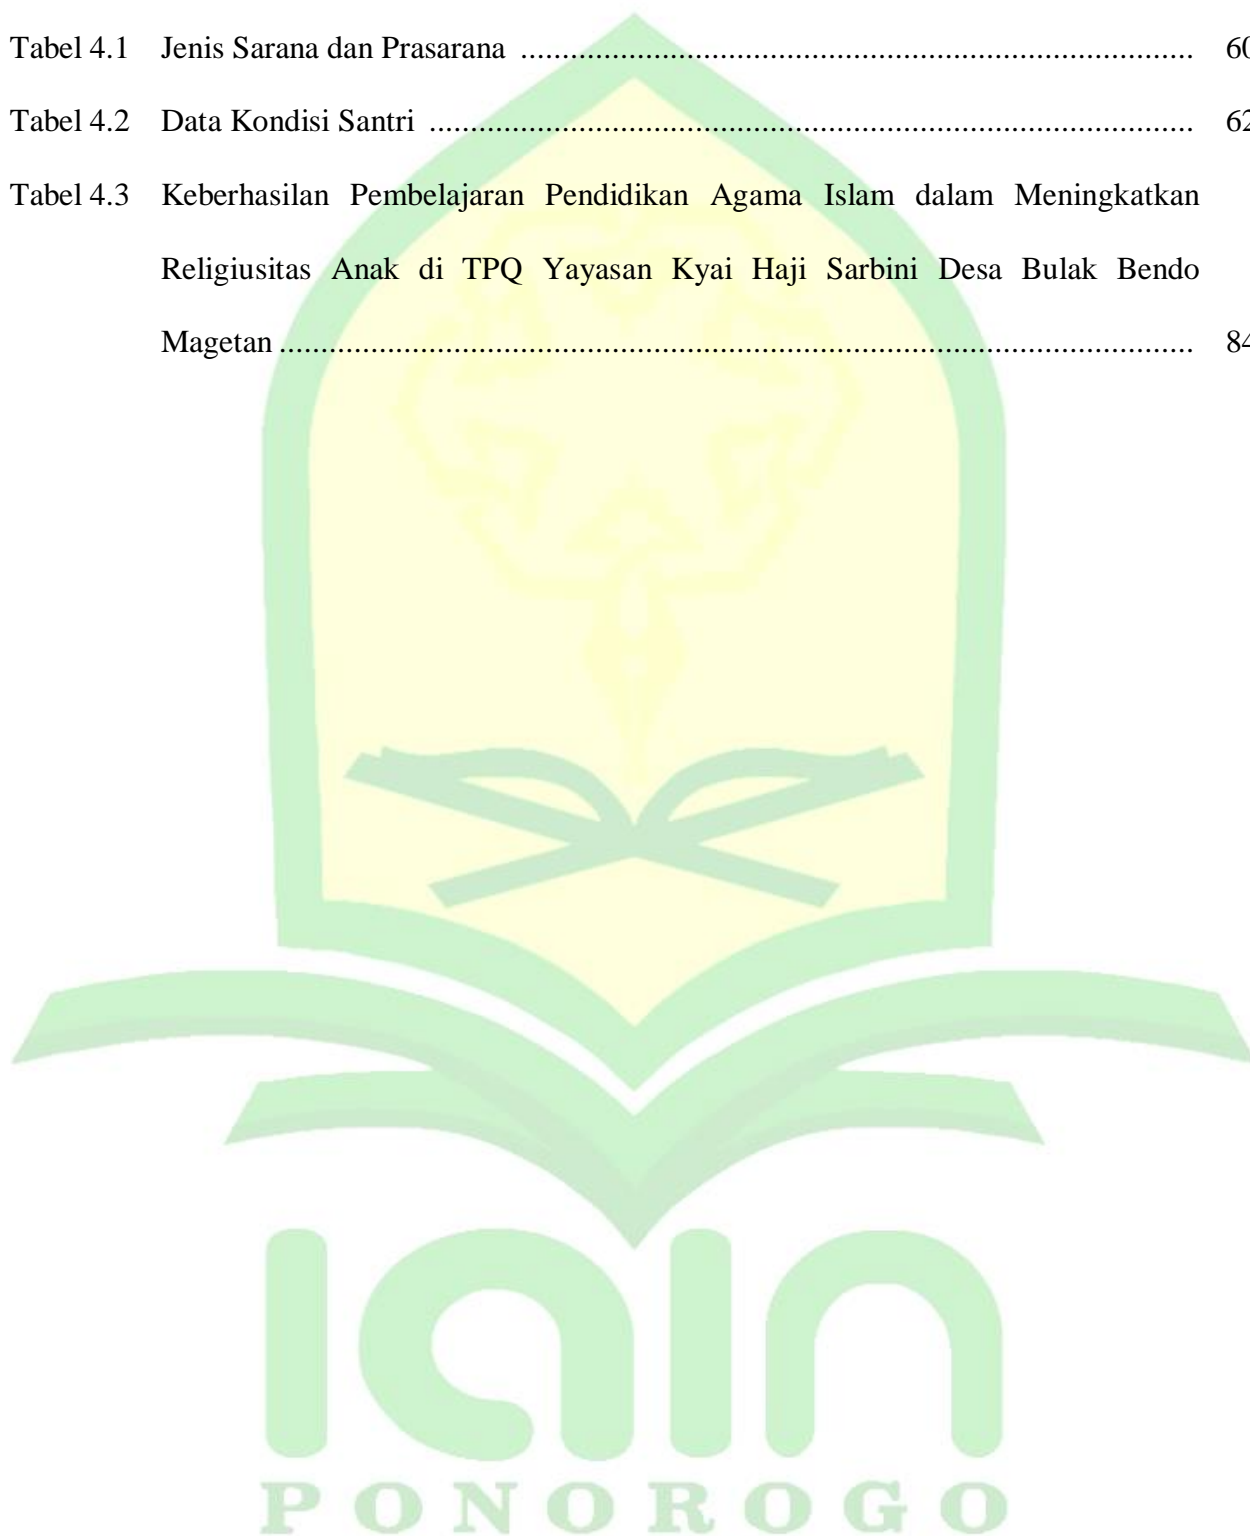 Tabel 4.1 Jenis Sarana dan Prasarana ........................................................................ 60
Tabel 4.2 Data Kondisi Santri .................................................................................. 62
Tabel 4.3 Keberhasilan Pembelajaran Pendidikan Agama Islam dalam Meningkatkan
Religiusitas Anak di TPQ Yayasan Kyai Haji Sarbini Desa Bulak Bendo
Magetan .................................................................................................. 84
iain
PONOROGO